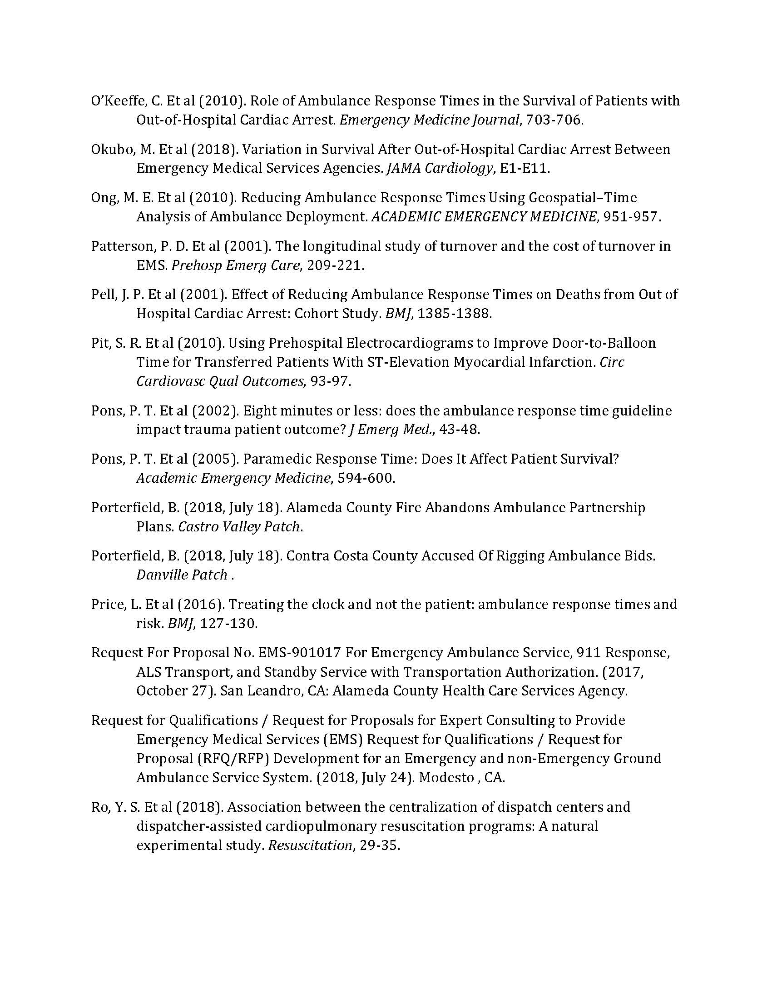 O’Keeffe, C. Et al (2010). Role of Ambulance Response Times in the Survival of Patients with
Out-of-Hospital Cardiac Arrest. Emergency Medicine Journal, 703-706.
Okubo, M. Et al (2018). Variation in Survival After Out-of-Hospital Cardiac Arrest Between
Emergency Medical Services Agencies. JAMA Cardiology, E1-E11.
Ong, M. E. Et al (2010). Reducing Ambulance Response Times Using Geospatial–Time
Analysis of Ambulance Deployment. ACADEMIC EMERGENCY MEDICINE, 951-957.
Patterson, P. D. Et al (2001). The longitudinal study of turnover and the cost of turnover in
EMS. Prehosp Emerg Care, 209-221.
Pell, J. P. Et al (2001). Effect of Reducing Ambulance Response Times on Deaths from Out of
Hospital Cardiac Arrest: Cohort Study. BMJ, 1385-1388.
Pit, S. R. Et al (2010). Using Prehospital Electrocardiograms to Improve Door-to-Balloon
Time for Transferred Patients With ST-Elevation Myocardial Infarction. Circ
Cardiovasc Qual Outcomes, 93-97.
Pons, P. T. Et al (2002). Eight minutes or less: does the ambulance response time guideline
impact trauma patient outcome? J Emerg Med., 43-48.
Pons, P. T. Et al (2005). Paramedic Response Time: Does It Affect Patient Survival?
Academic Emergency Medicine, 594-600.
Porterfield, B. (2018, July 18). Alameda County Fire Abandons Ambulance Partnership
Plans. Castro Valley Patch.
Porterfield, B. (2018, July 18). Contra Costa County Accused Of Rigging Ambulance Bids.
Danville Patch .
Price, L. Et al (2016). Treating the clock and not the patient: ambulance response times and
risk. BMJ, 127-130.
Request For Proposal No. EMS-901017 For Emergency Ambulance Service, 911 Response,
ALS Transport, and Standby Service with Transportation Authorization. (2017,
October 27). San Leandro, CA: Alameda County Health Care Services Agency.
Request for Qualifications / Request for Proposals for Expert Consulting to Provide
Emergency Medical Services (EMS) Request for Qualifications / Request for
Proposal (RFQ/RFP) Development for an Emergency and non-Emergency Ground
Ambulance Service System. (2018, July 24). Modesto , CA.
Ro, Y. S. Et al (2018). Association between the centralization of dispatch centers and
dispatcher-assisted cardiopulmonary resuscitation programs: A natural
experimental study. Resuscitation, 29-35.